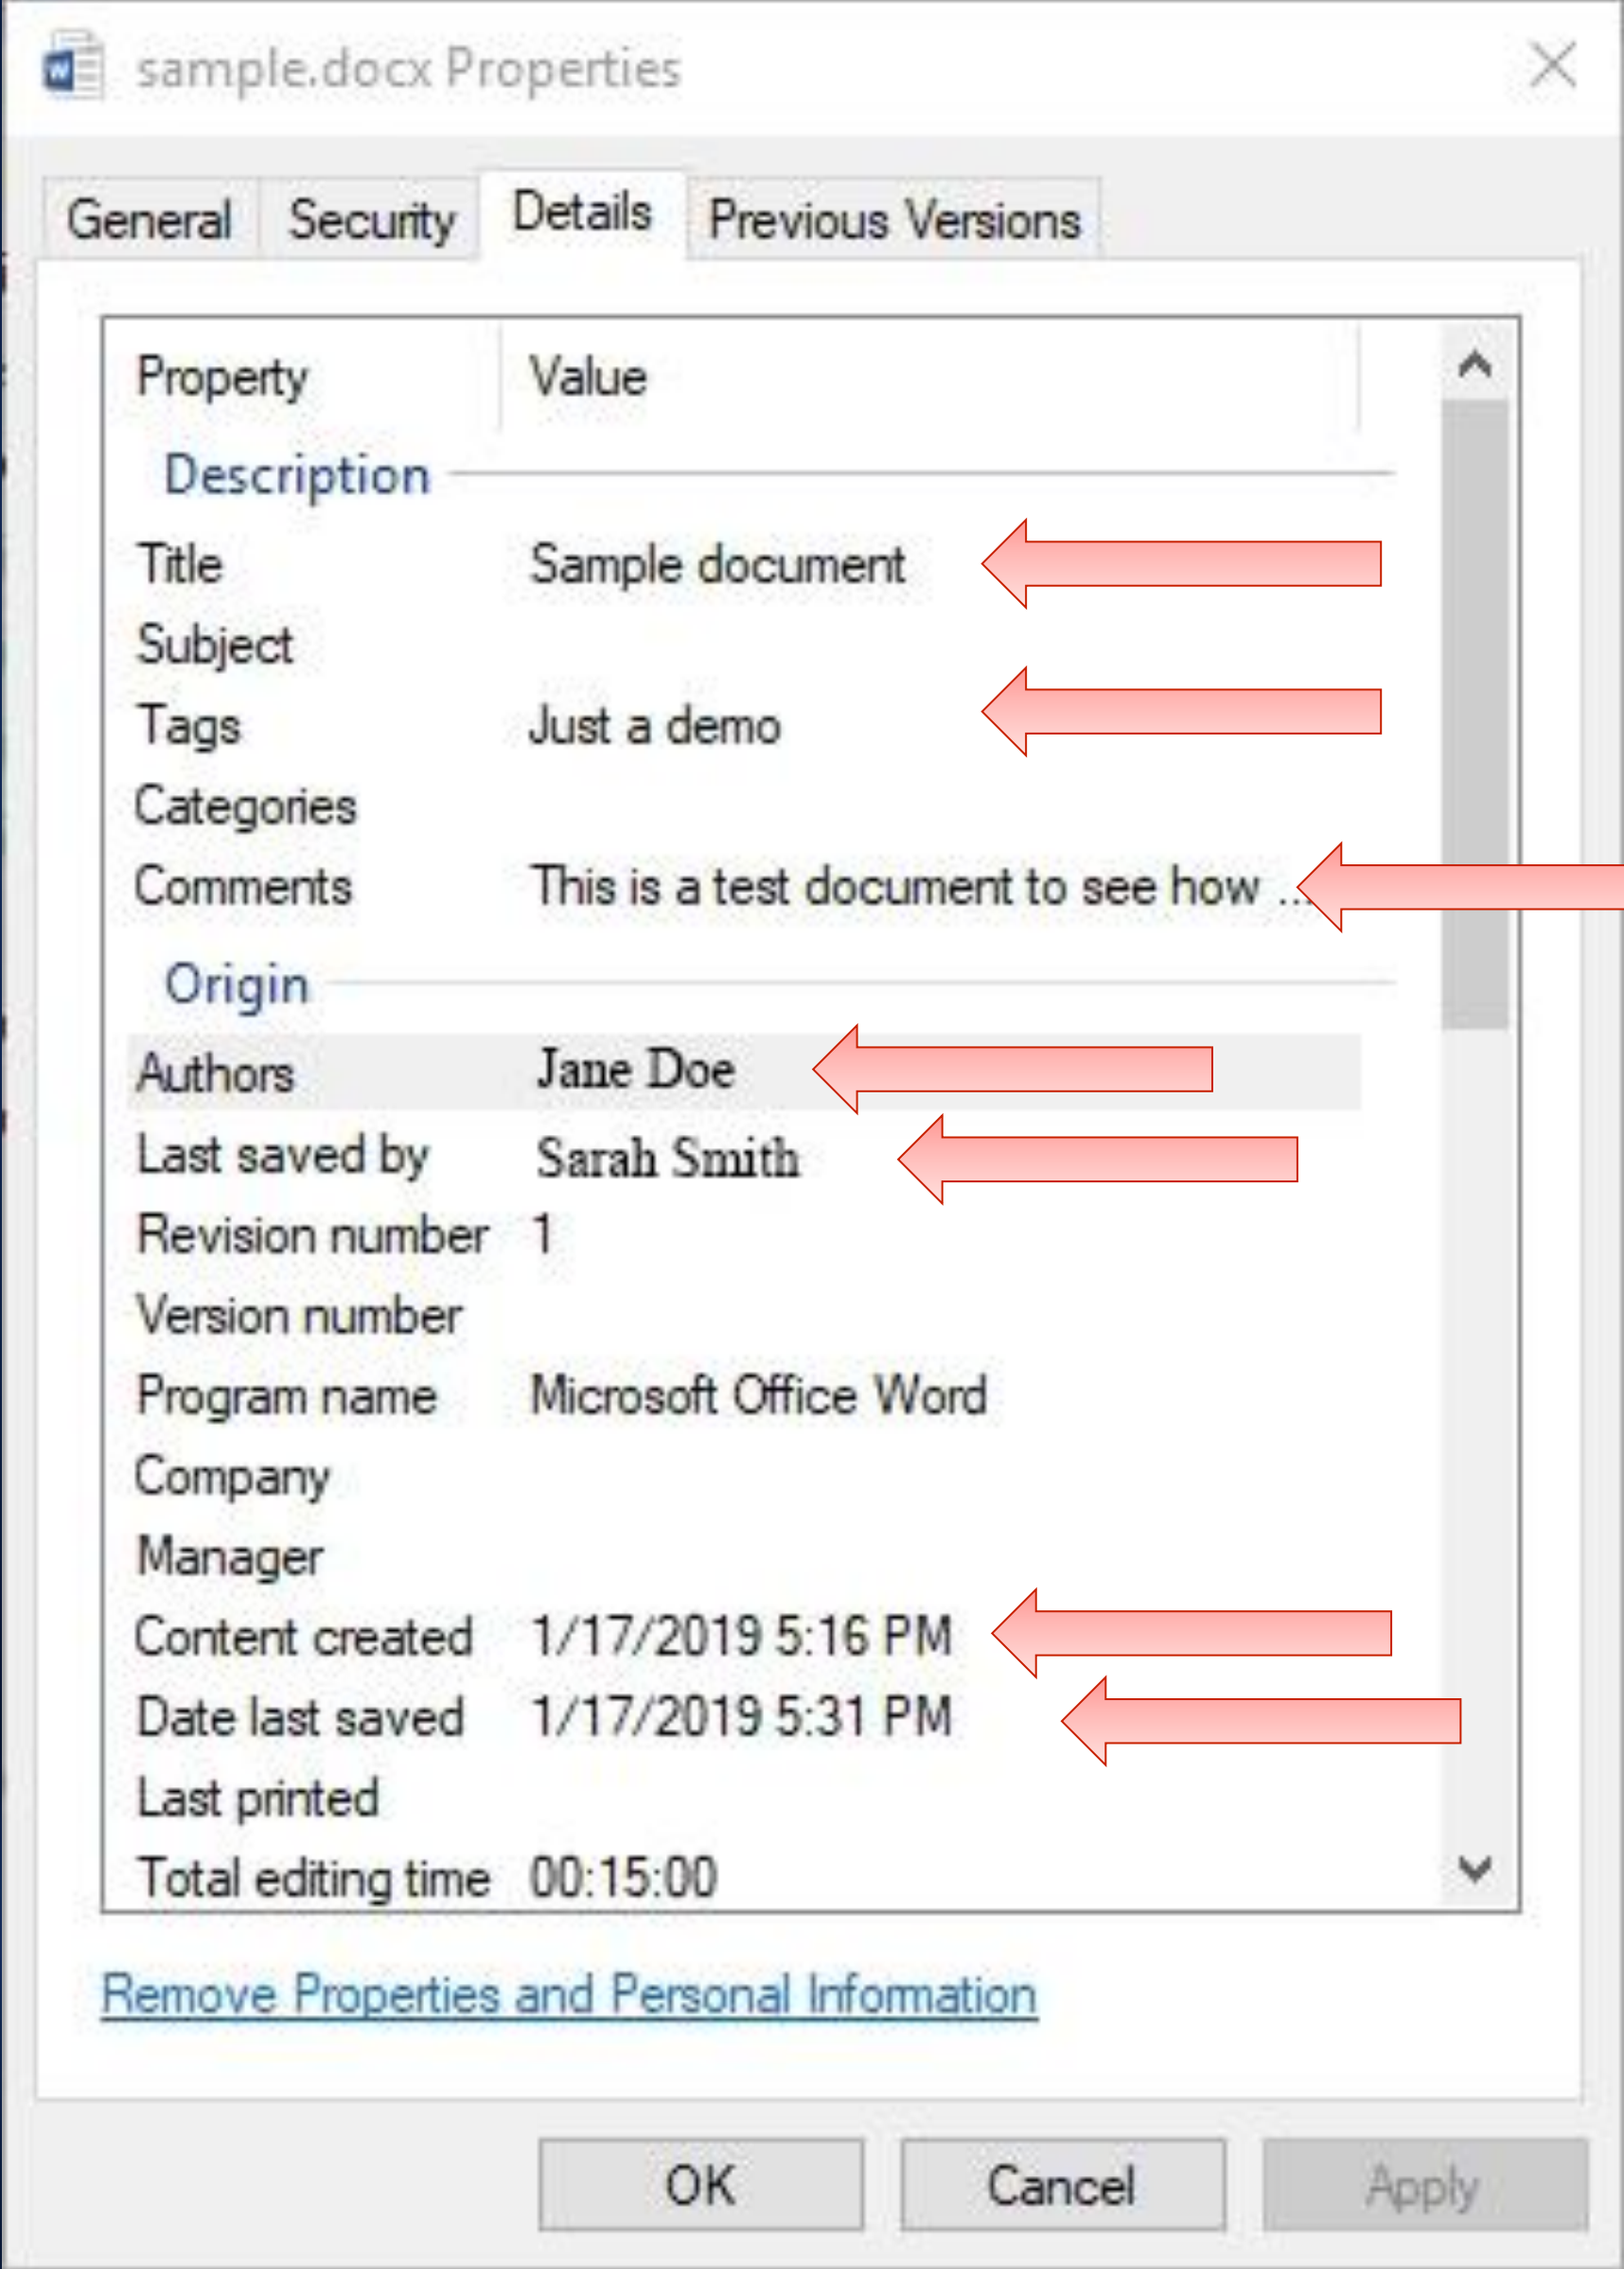 sample.docx Properties
General Security Details Previous Versions
Property Value
Description
Title Sample document
Subject
Tags Just a demo
Categories
Comments This is a test document to see how ...
Origin
Authors Jane Doe
Last saved by Sarah Smith
Revision number 1
Version number
Program name Microsoft Office Word
Company
Manager
Content created 1/17/2019 5:16 PM
Date last saved 1/17/2019 5:31 PM
Last printed
Total editing time 00:15:00
Remove Properties and Personal Information
OK Cancel Apply